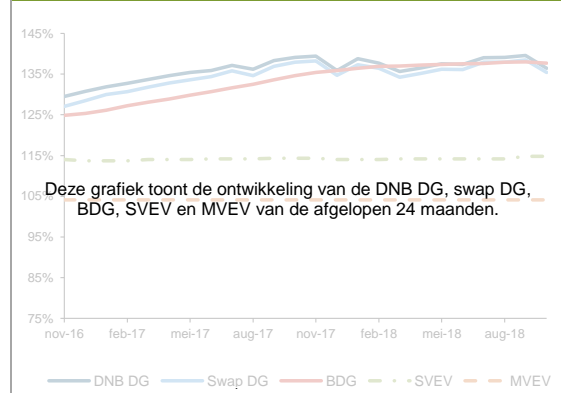 145%
135%
125%
115%
105%
95%
85%
75%
Deze grafiek toont de ontwikkeling van de DNB DG, swap DG,
BDG, SVEV en MVEV van de afgelopen 24 maanden.
nov-16 feb-17 mei-17 aug-17 nov-17 feb-18 mei-18 aug-18
DNB DG Swap DG BDG SVEV MVEV